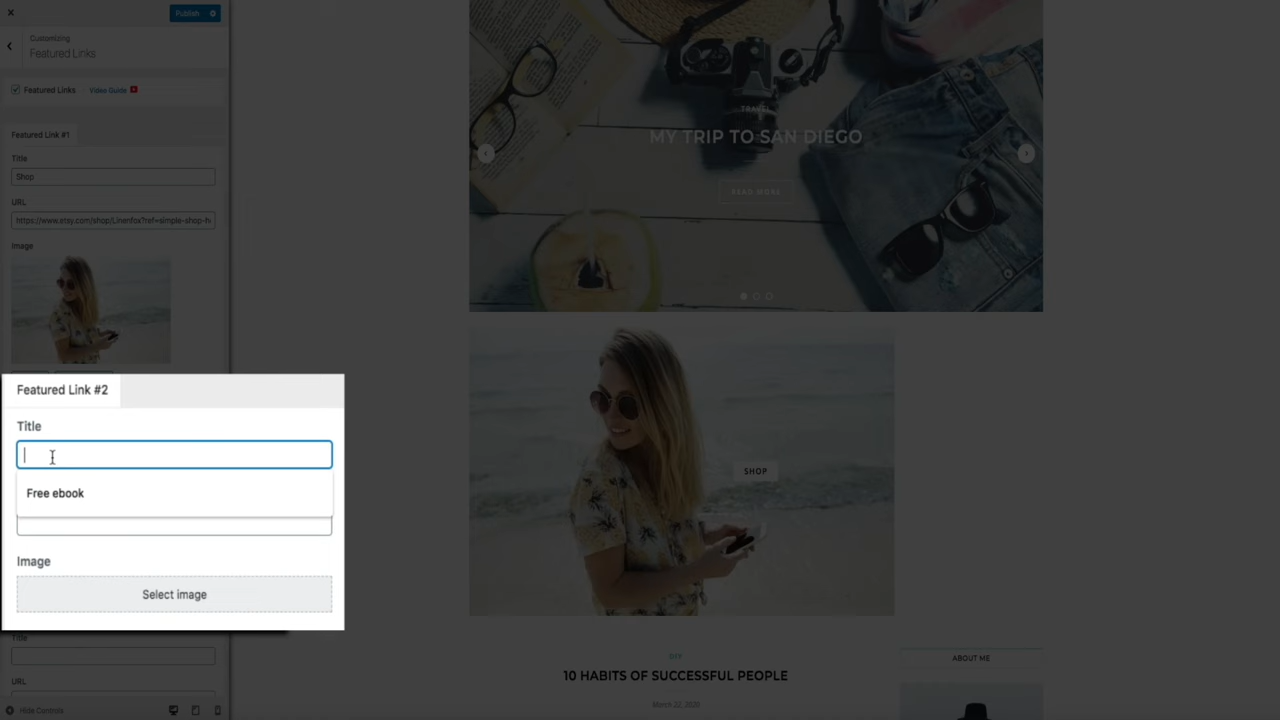 Publish
Customizing
Featured Links
Featured Links
Video Guide
Featured Link #1
Title
Shop
URL
https://www.etsy.com/shop/Linenfox?ref=simple-shop-h
Image
Featured Link #2
Title
Free ebook
Image
Select image
Title
URL
Hide Controls
TRAVEL
MY TRIP TO SAN DIEGO
READ MORE
SHOP
10 HABITS OF SUCCESSFUL PEOPLE
March 22, 2020
ABOUT ME